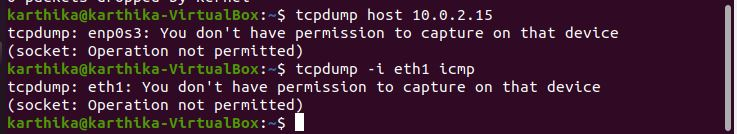 0 packets dropped by kernel
karthika@karthika-VirtualBox:~$ tcpdump host 10.0.2.15
tcpdump: enp0s3: You don't have permission to capture on that device
(socket: Operation not permitted)
karthika@karthika-VirtualBox:~$ tcpdump -i eth1 icmp
tcpdump: eth1: You don't have permission to capture on that device
(socket: Operation not permitted)
karthika@karthika-VirtualBox:~$